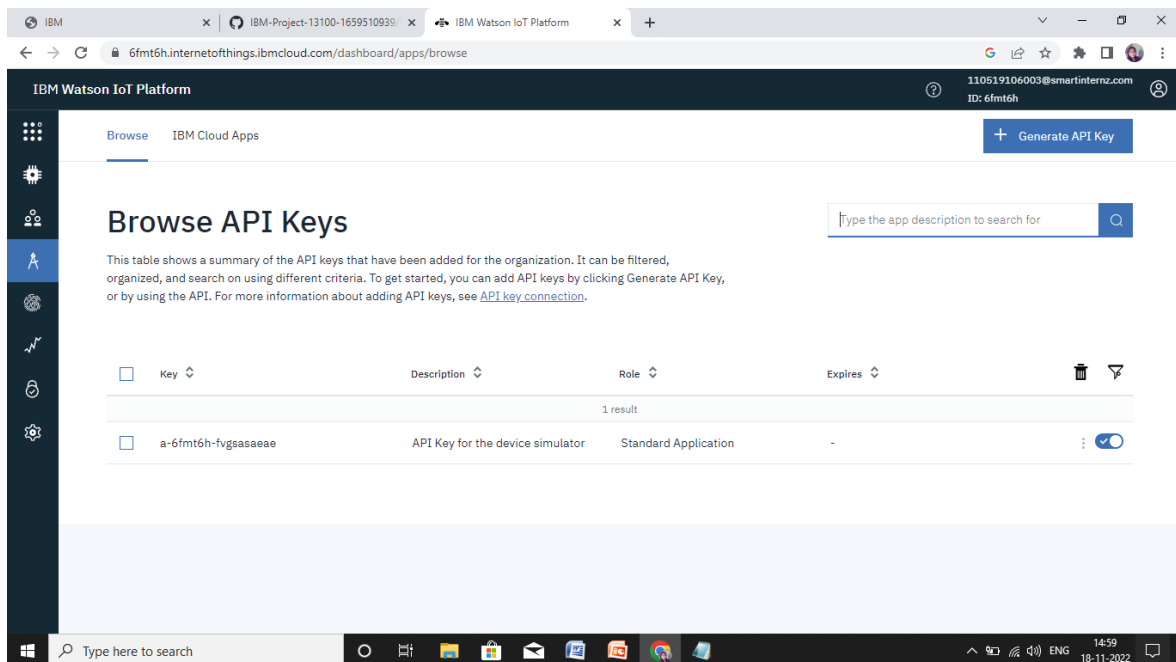 IBM
IBM-Project-13100-1659510939/
IBM Watson IoT Platform
6fmt6h.internetofthings.ibmcloud.com/dashboard/apps/browse
IBM Watson IoT Platform
110519106003@smartinternz.com
ID: 6fmt6h
Browse IBM Cloud Apps
+ Generate API Key
Browse API Keys
Type the app description to search for
This table shows a summary of the API keys that have been added for the organization. It can be filtered,
organized, and search on using different criteria. To get started, you can add API keys by clicking Generate API Key,
or by using the API. For more information about adding API keys, see API key connection.
Key Description Role Expires
1 result
a-6fmt6h-fvgsasaeae API Key for the device simulator Standard Application -
Type here to search
ENG
14:59
18-11-2022